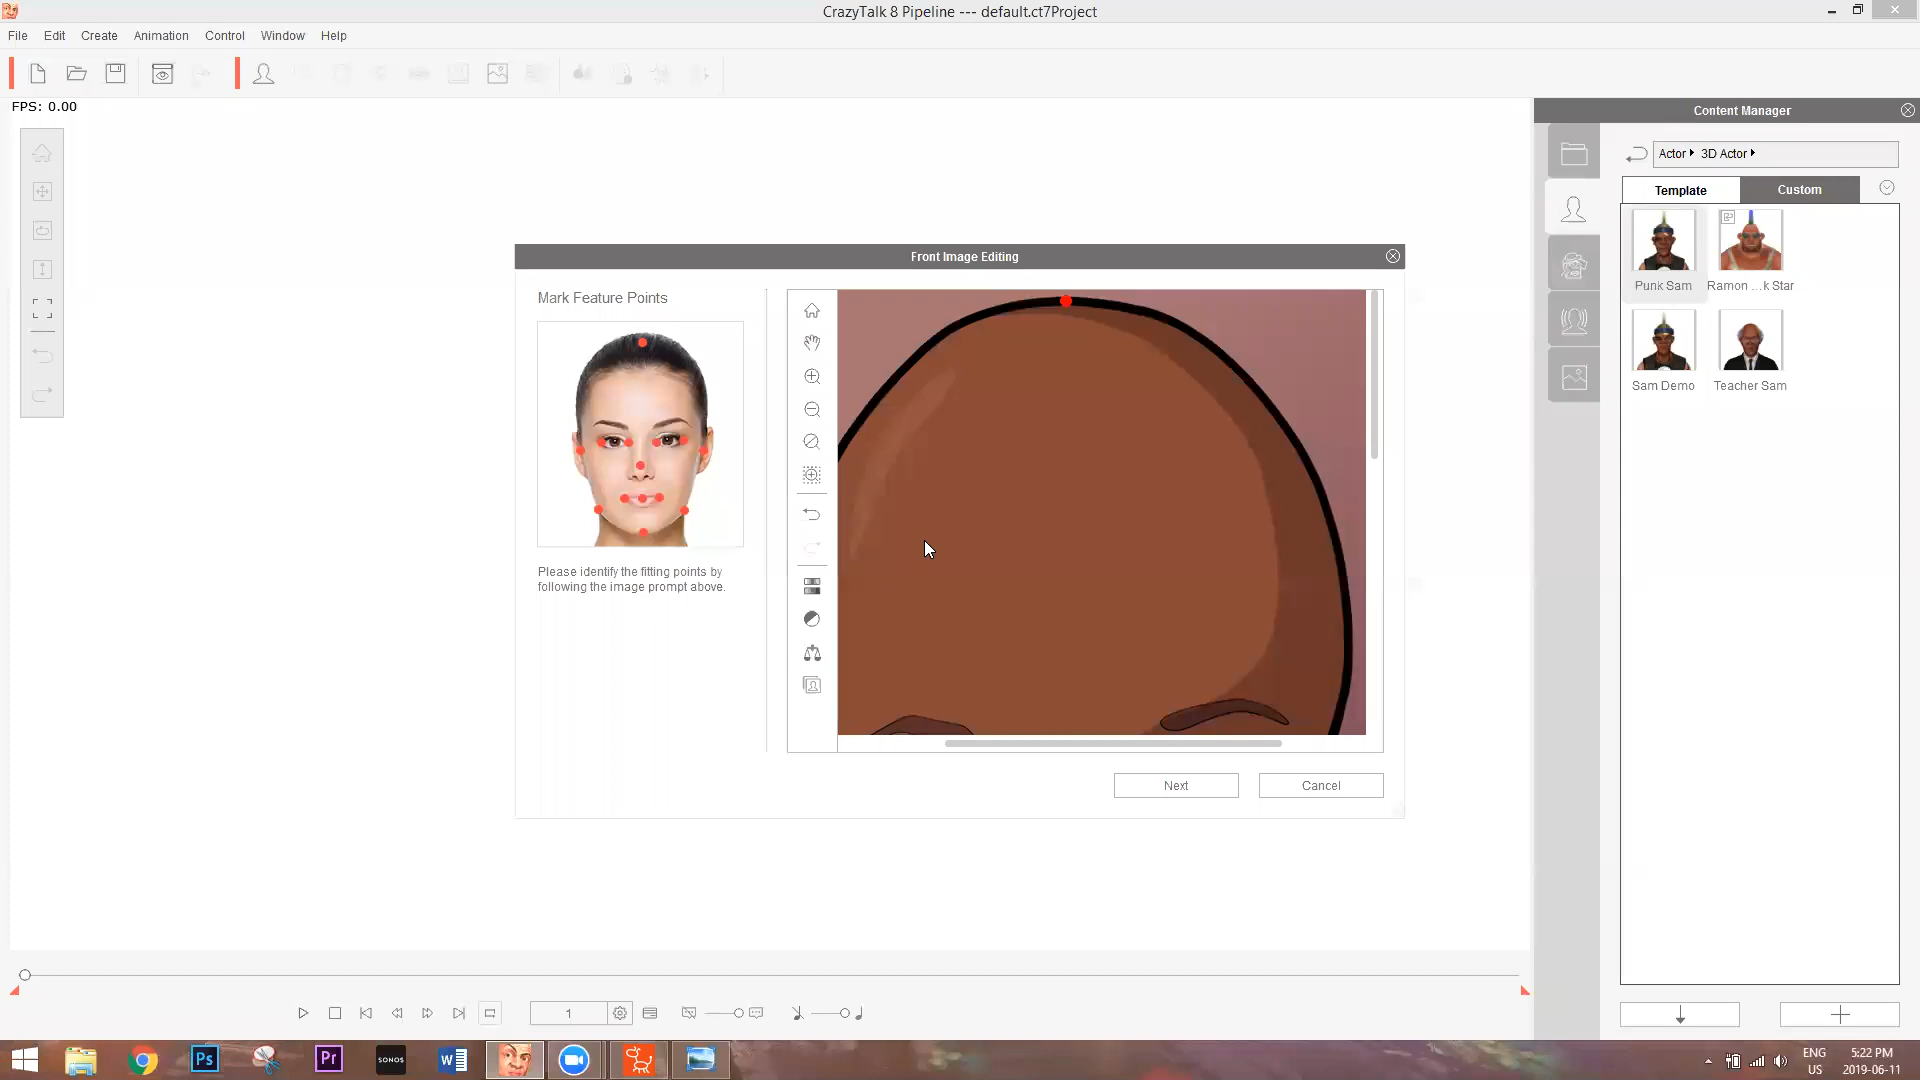 CrazyTalk 8 Pipeline --- default.ct7Project
File Edit Create Animation Control Window Help
FPS: 0.00
Content Manager
Actor 3D Actor
Template Custom
Punk Sam Ramon ...k Star
Sam Demo Teacher Sam
Front Image Editing
Mark Feature Points
Please identify the fitting points by
following the image prompt above.
Next Cancel
1
Ps Pr SONOS W
ENG 5:22 PM
US 2019-06-11